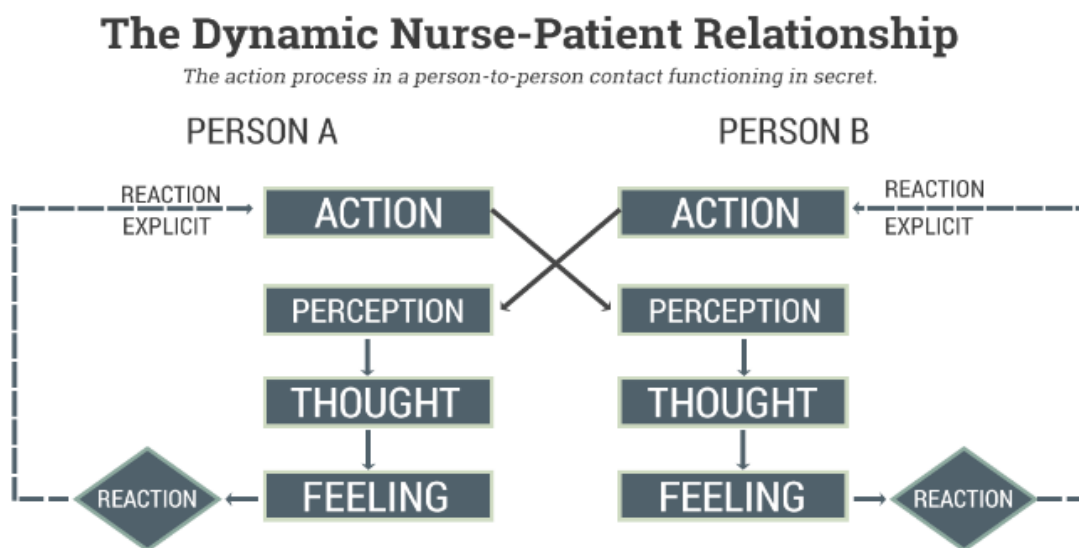 The Dynamic Nurse-Patient Relationship
The action process in a person-to-person contact functioning in secret.
PERSON A
PERSON B
REACTION
EXPLICIT
ACTION
ACTION
REACTION
EXPLICIT
PERCEPTION
PERCEPTION
THOUGHT
THOUGHT
REACTION
FEELING
FEELING
REACTION